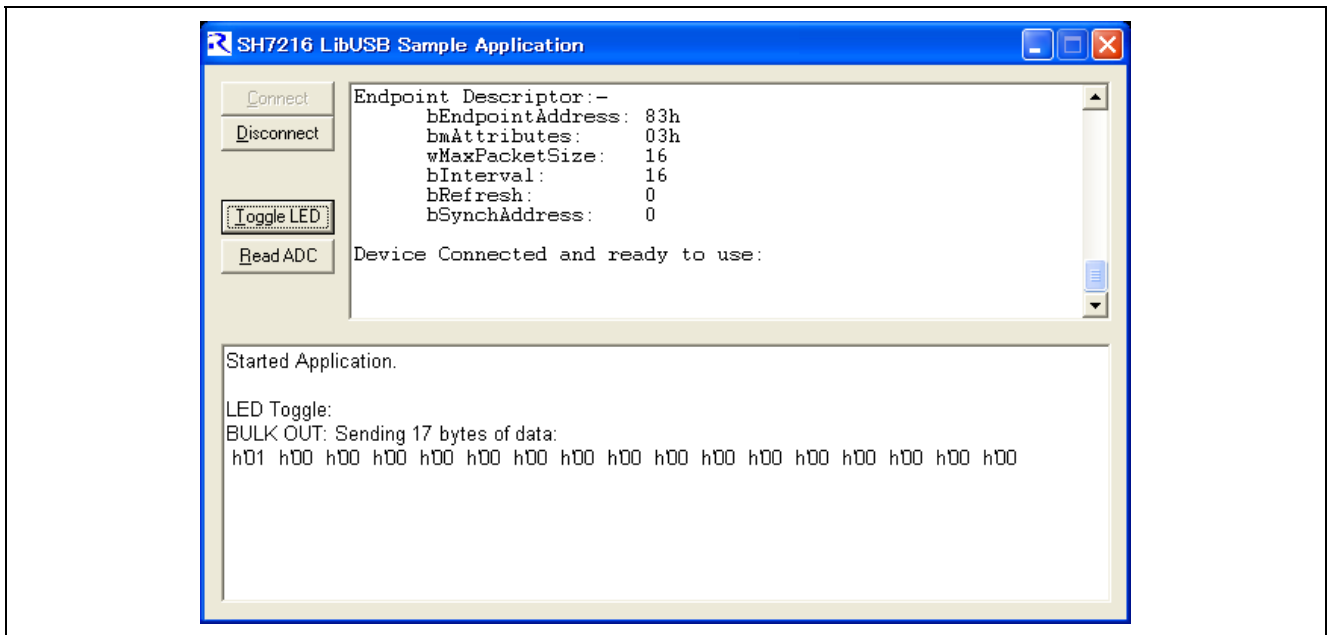 SH7216 LibUSB Sample Application
Connect
Disconnect
Toggle LED
Read ADC
Endpoint Descriptor:-
bEndpointAddress: 83h
bmAttributes: 03h
wMaxPacketSize: 16
bInterval: 16
bRefresh: 0
bSynchAddress: 0
Device Connected and ready to use:
Started Application.
LED Toggle:
BULK OUT: Sending 17 bytes of data:
h'01 h'00 h'00 h'00 h'00 h'00 h'00 h'00 h'00 h'00 h'00 h'00 h'00 h'00 h'00 h'00 h'00